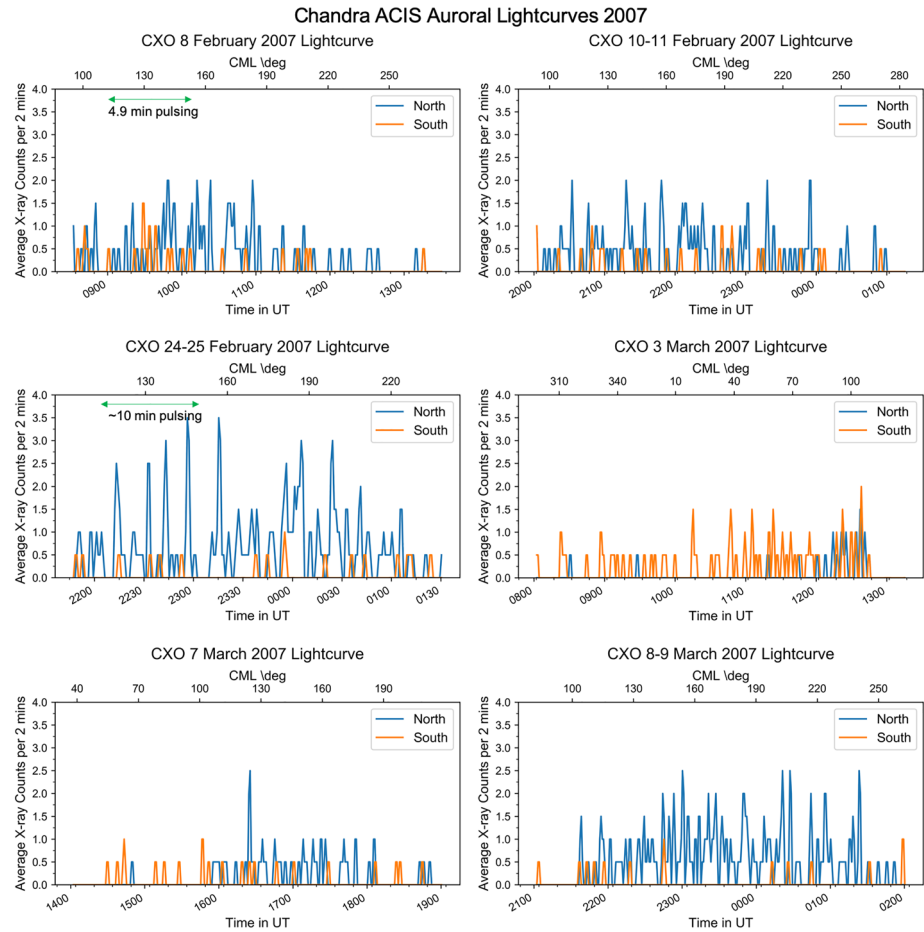 Chandra ACIS Auroral Lightcurves 2007
CXO 8 February 2007 Lightcurve
CML \deg
100 130 160 190 220 250
4.0
3.5
3.0
2.5
2.0
1.5
1.0
0.5
0.0
Average X-ray Counts per 2 mins
4.9 min pulsing
North
South
0900 1000 1100 1200 1300
Time in UT
CXO 10-11 February 2007 Lightcurve
CML \deg
100 130 160 190 220 250 280
4.0
3.5
3.0
2.5
2.0
1.5
1.0
0.5
0.0
Average X-ray Counts per 2 mins
North
South
2000 2100 2200 2300 0000 0100
Time in UT
CXO 24-25 February 2007 Lightcurve
CML \deg
130 160 190 220
4.0
3.5
3.0
2.5
2.0
1.5
1.0
0.5
0.0
Average X-ray Counts per 2 mins
~10 min pulsing
North
South
2200 2230 2300 2330 0000 0030 0100 0130
Time in UT
CXO 3 March 2007 Lightcurve
CML \deg
310 340 10 40 70 100
4.0
3.5
3.0
2.5
2.0
1.5
1.0
0.5
0.0
Average X-ray Counts per 2 mins
North
South
0800 0900 1000 1100 1200 1300
Time in UT
CXO 7 March 2007 Lightcurve
CML \deg
40 70 100 130 160 190
4.0
3.5
3.0
2.5
2.0
1.5
1.0
0.5
0.0
Average X-ray Counts per 2 mins
North
South
1400 1500 1600 1700 1800 1900
Time in UT
CXO 8-9 March 2007 Lightcurve
CML \deg
100 130 160 190 220 250
4.0
3.5
3.0
2.5
2.0
1.5
1.0
0.5
0.0
Average X-ray Counts per 2 mins
North
South
2100 2200 2300 0000 0100 0200
Time in UT